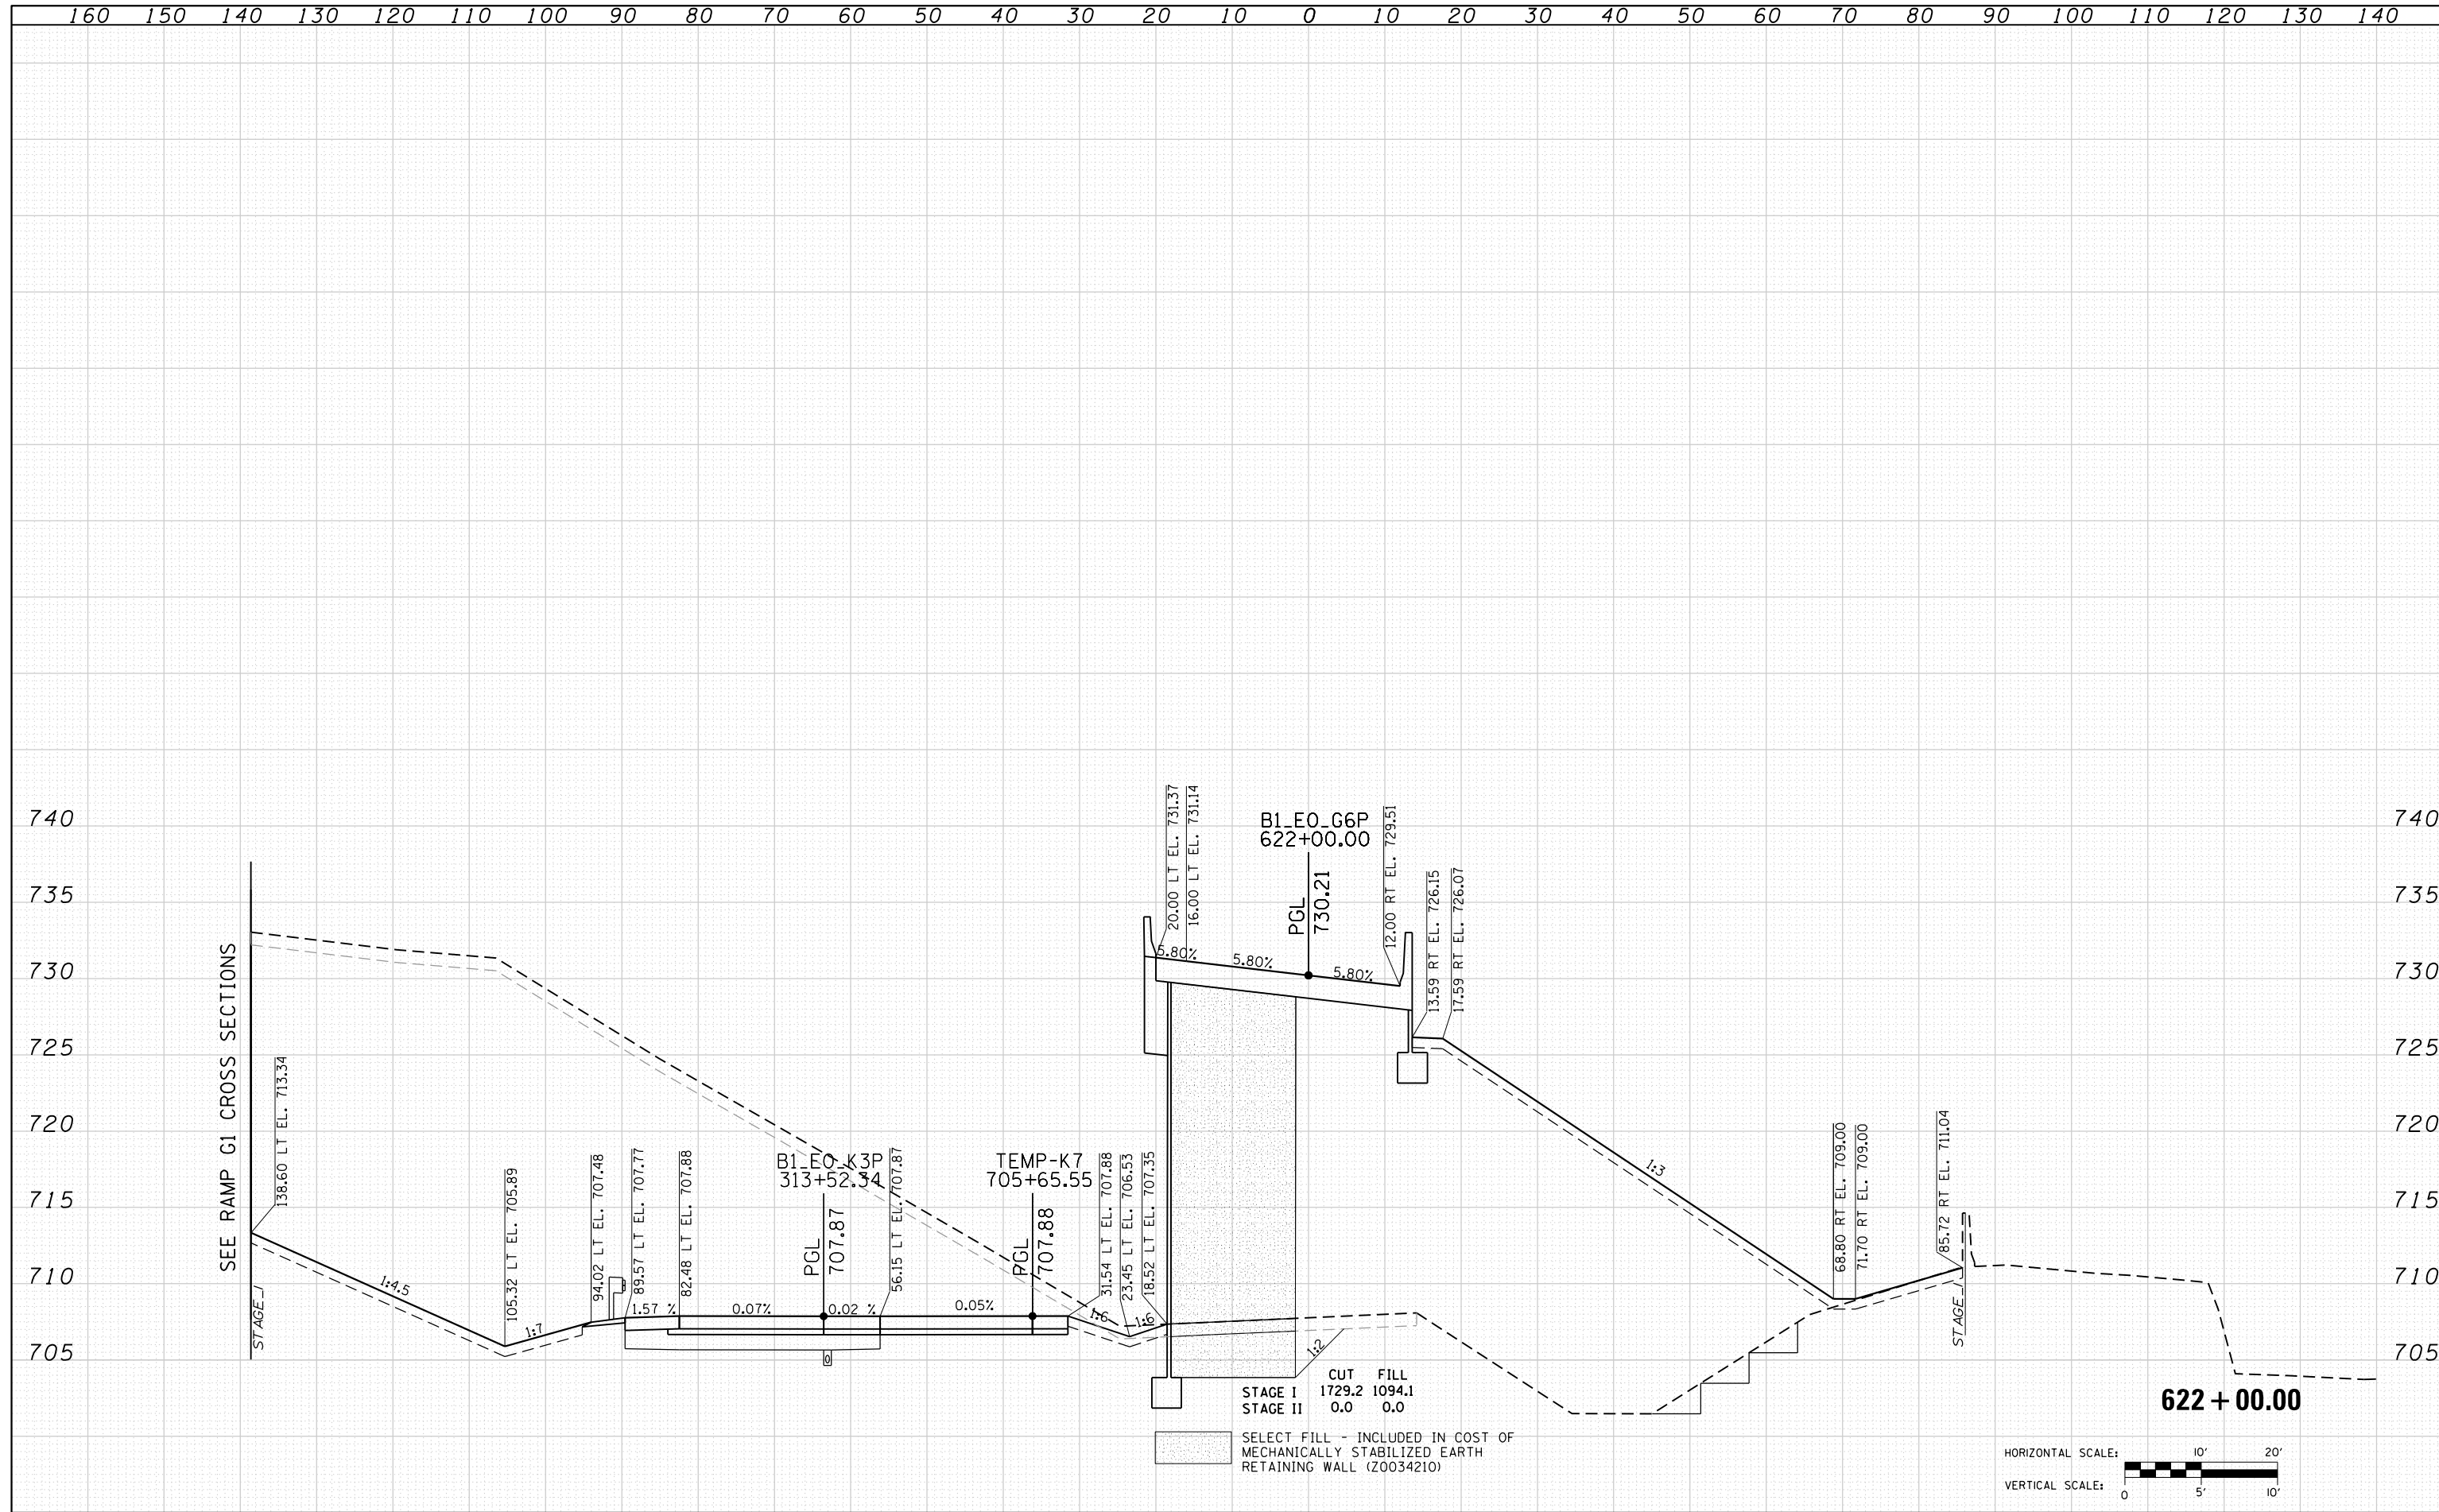 160 150 140 130 120 110 100 90 80 70 60 50 40 30 20 10 0 10 20 30 40 50 60 70 80 90 100 110 120 130 140
740 740
735 735
730 730
725 725
720 720
715 715
710 710
705 705
SEE RAMP G1 CROSS SECTIONS
STAGE_I
138.60 LT EL. 713.34
1:4.5
105.32 LT EL. 705.89
1:7
94.02 LT EL. 707.48
89.57 LT EL. 707.77
1.57 %
82.48 LT EL. 707.88
0.07%
B1_EO_K3P
313+52.34
PGL
707.87
0.02 %
56.15 LT EL. 707.87
0.05%
TEMP-K7
705+65.55
PGL
707.88
31.54 LT EL. 707.88
1:6
23.45 LT EL. 706.53
1:6
18.52 LT EL. 707.35
20.00 LT EL. 731.37
16.00 LT EL. 731.14
5.80%
5.80%
B1_EO_G6P
622+00.00
PGL
730.21
5.80%
12.00 RT EL. 729.51
13.59 RT EL. 726.15
17.59 RT EL. 726.07
1:3
1:2
68.80 RT EL. 709.00
71.70 RT EL. 709.00
85.72 RT EL. 711.04
STAGE_I
CUT FILL
STAGE I 1729.2 1094.1
STAGE II 0.0 0.0
SELECT FILL - INCLUDED IN COST OF
MECHANICALLY STABILIZED EARTH
RETAINING WALL (Z0034210)
622 + 00.00
HORIZONTAL SCALE: 10' 20'
VERTICAL SCALE: 0 5' 10'